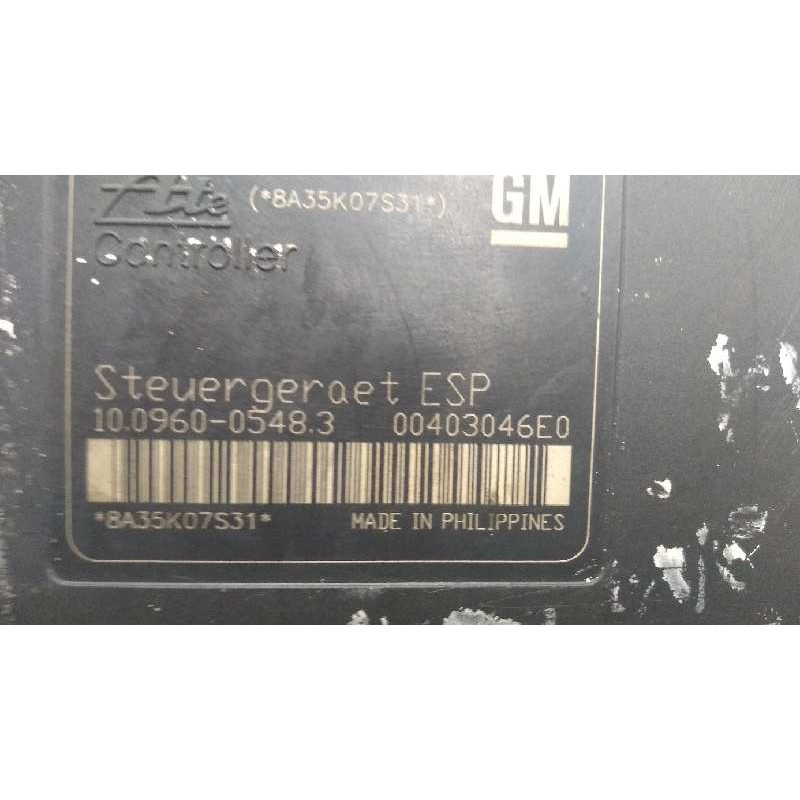 Ate (*8A35K07S31*) GM
Controller
Steuergeraet ESP
10.0960-0548.3 00403046E0
*8A35K07S31* MADE IN PHILIPPINES